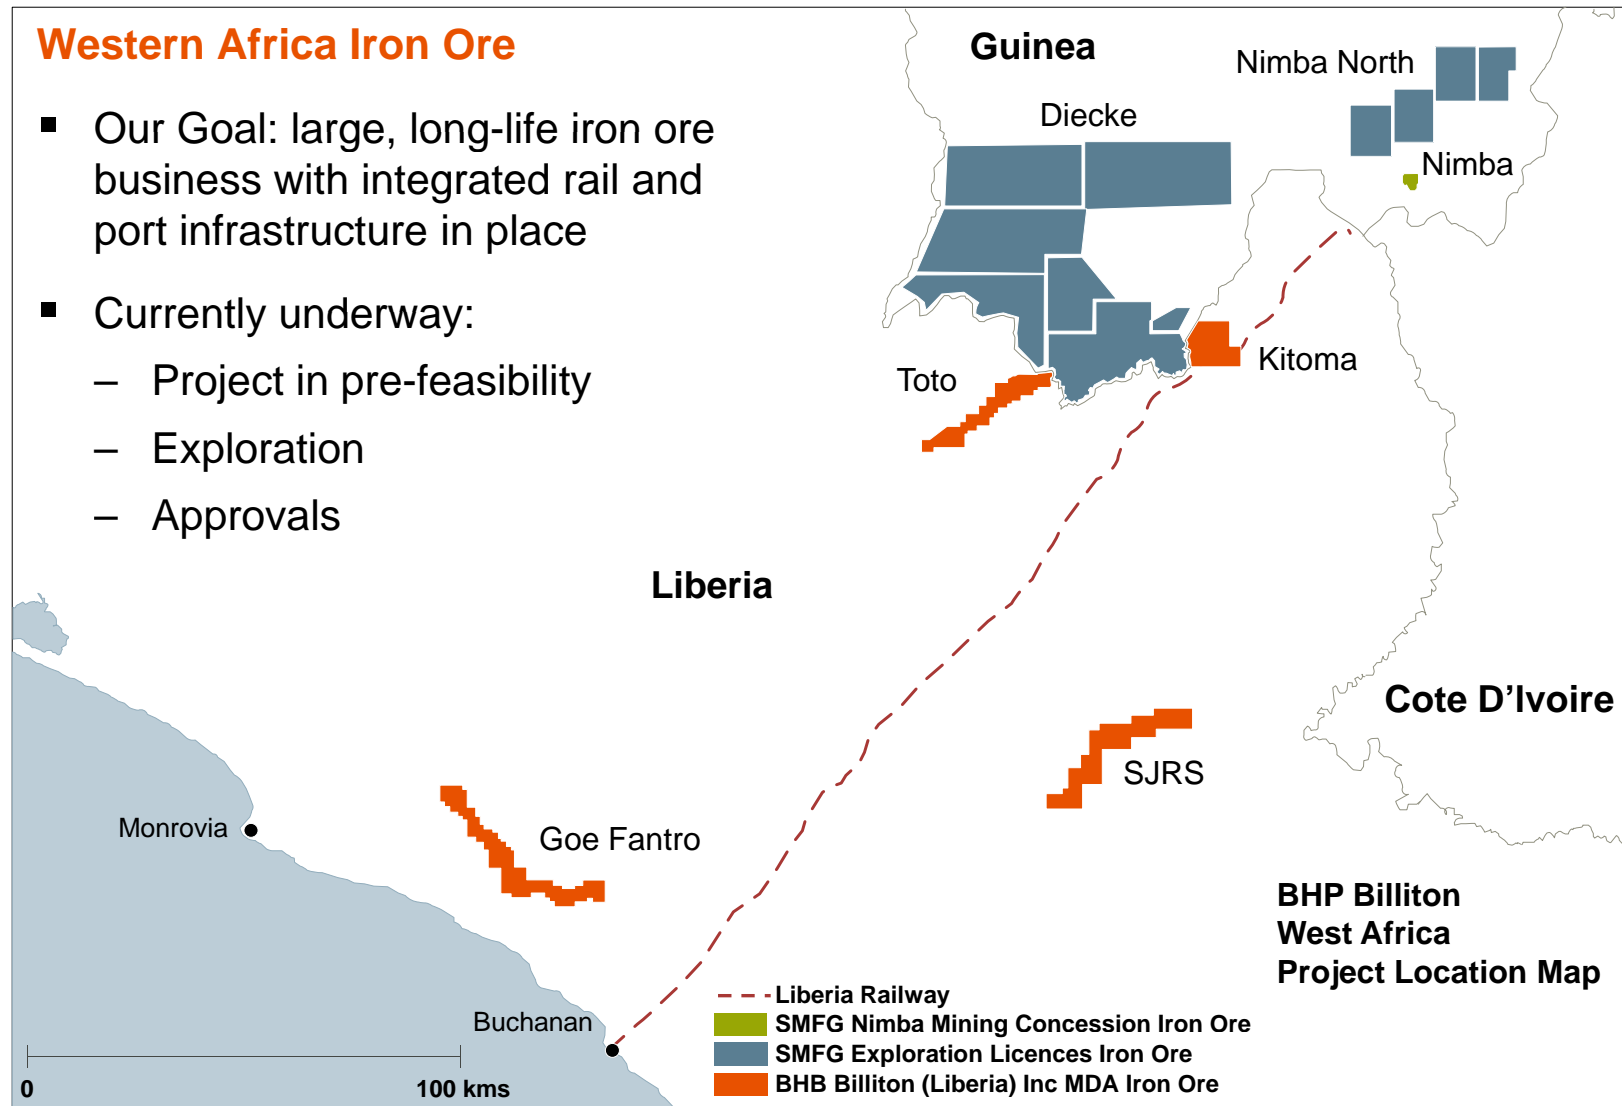 Western Africa Iron Ore
▪ Our Goal: large, long-life iron ore
business with integrated rail and
port infrastructure in place
▪ Currently underway:
– Project in pre-feasibility
– Exploration
– Approvals
Guinea
Nimba North
Diecke
Nimba
Toto
Kitoma
Liberia
Cote D’Ivoire
SJRS
Monrovia
Goe Fantro
BHP Billiton
West Africa
Project Location Map
Buchanan
Liberia Railway
SMFG Nimba Mining Concession Iron Ore
SMFG Exploration Licences Iron Ore
BHB Billiton (Liberia) Inc MDA Iron Ore
0 100 kms